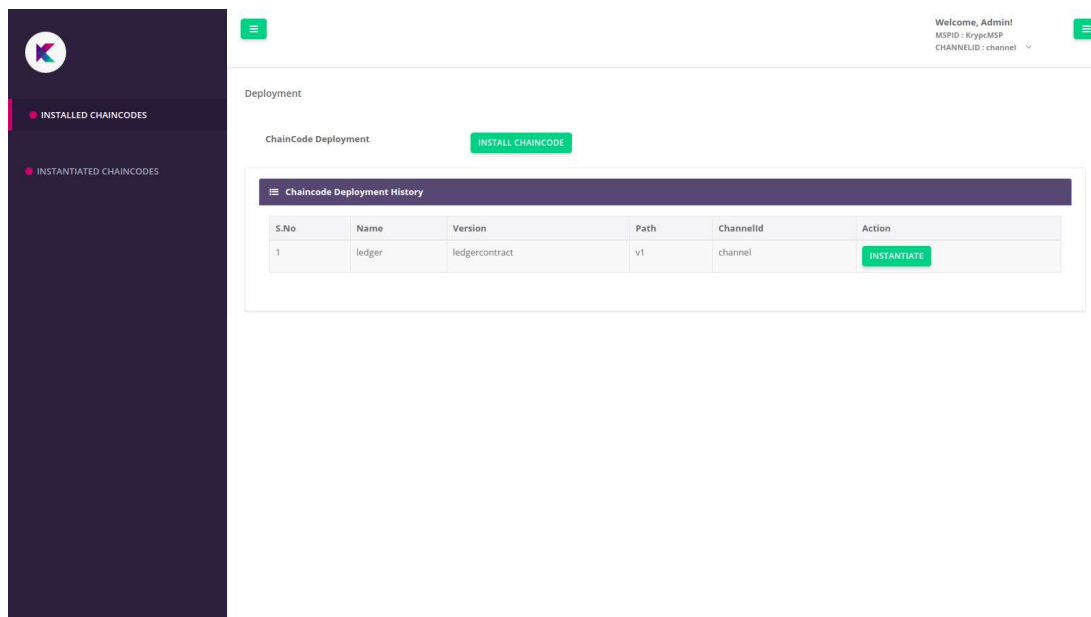 Welcome, Admin!
MSPID : KrypcMSP
CHANNELID : channel
INSTALLED CHAINCODES
INSTANTIATED CHAINCODES
Deployment
ChainCode Deployment INSTALL CHAINCODE
Chaincode Deployment History
S.No Name Version Path ChannelId Action
1 ledger ledgercontract v1 channel INSTANTIATE